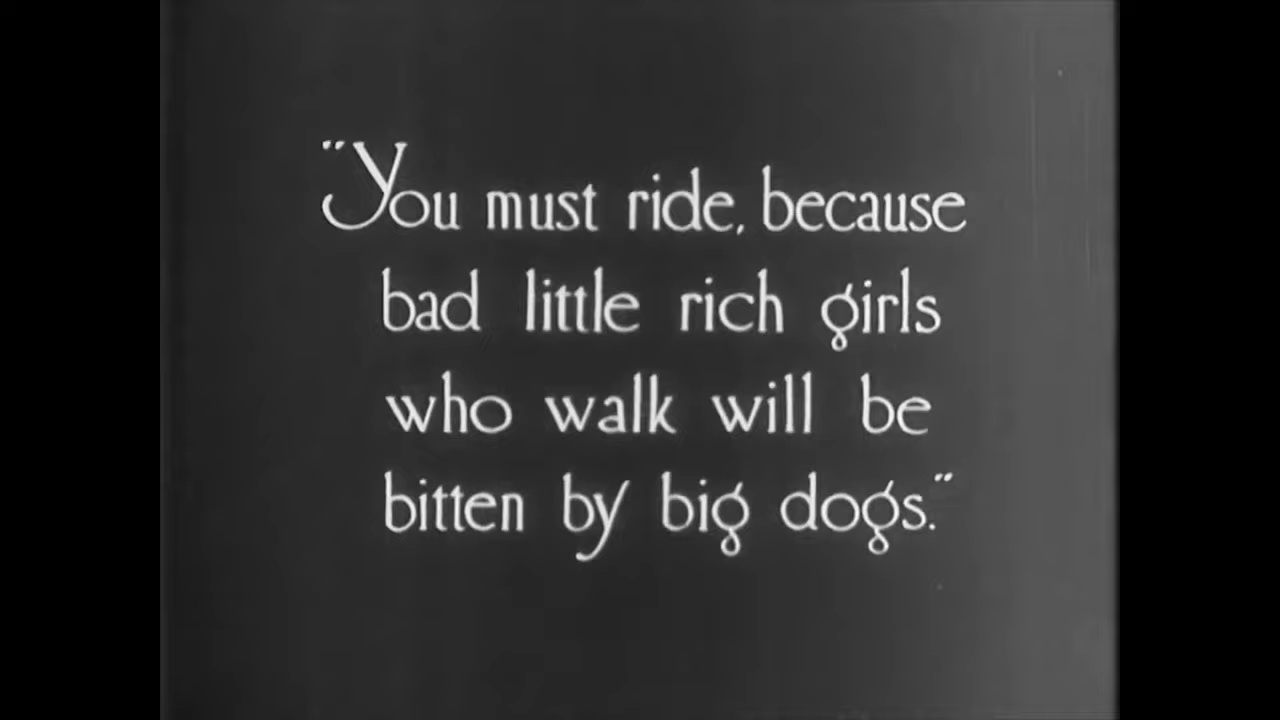 "You must ride, because
bad little rich girls
who walk will be
bitten by big dogs."